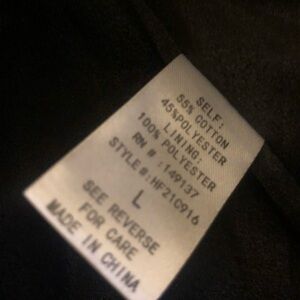 SELF:
55% COTTON
45%POLYESTER
LINING:
100% POLYESTER
RN # :149137
STYLE#:HF21C916
L
SEE REVERSE
FOR CARE
MADE IN CHINA